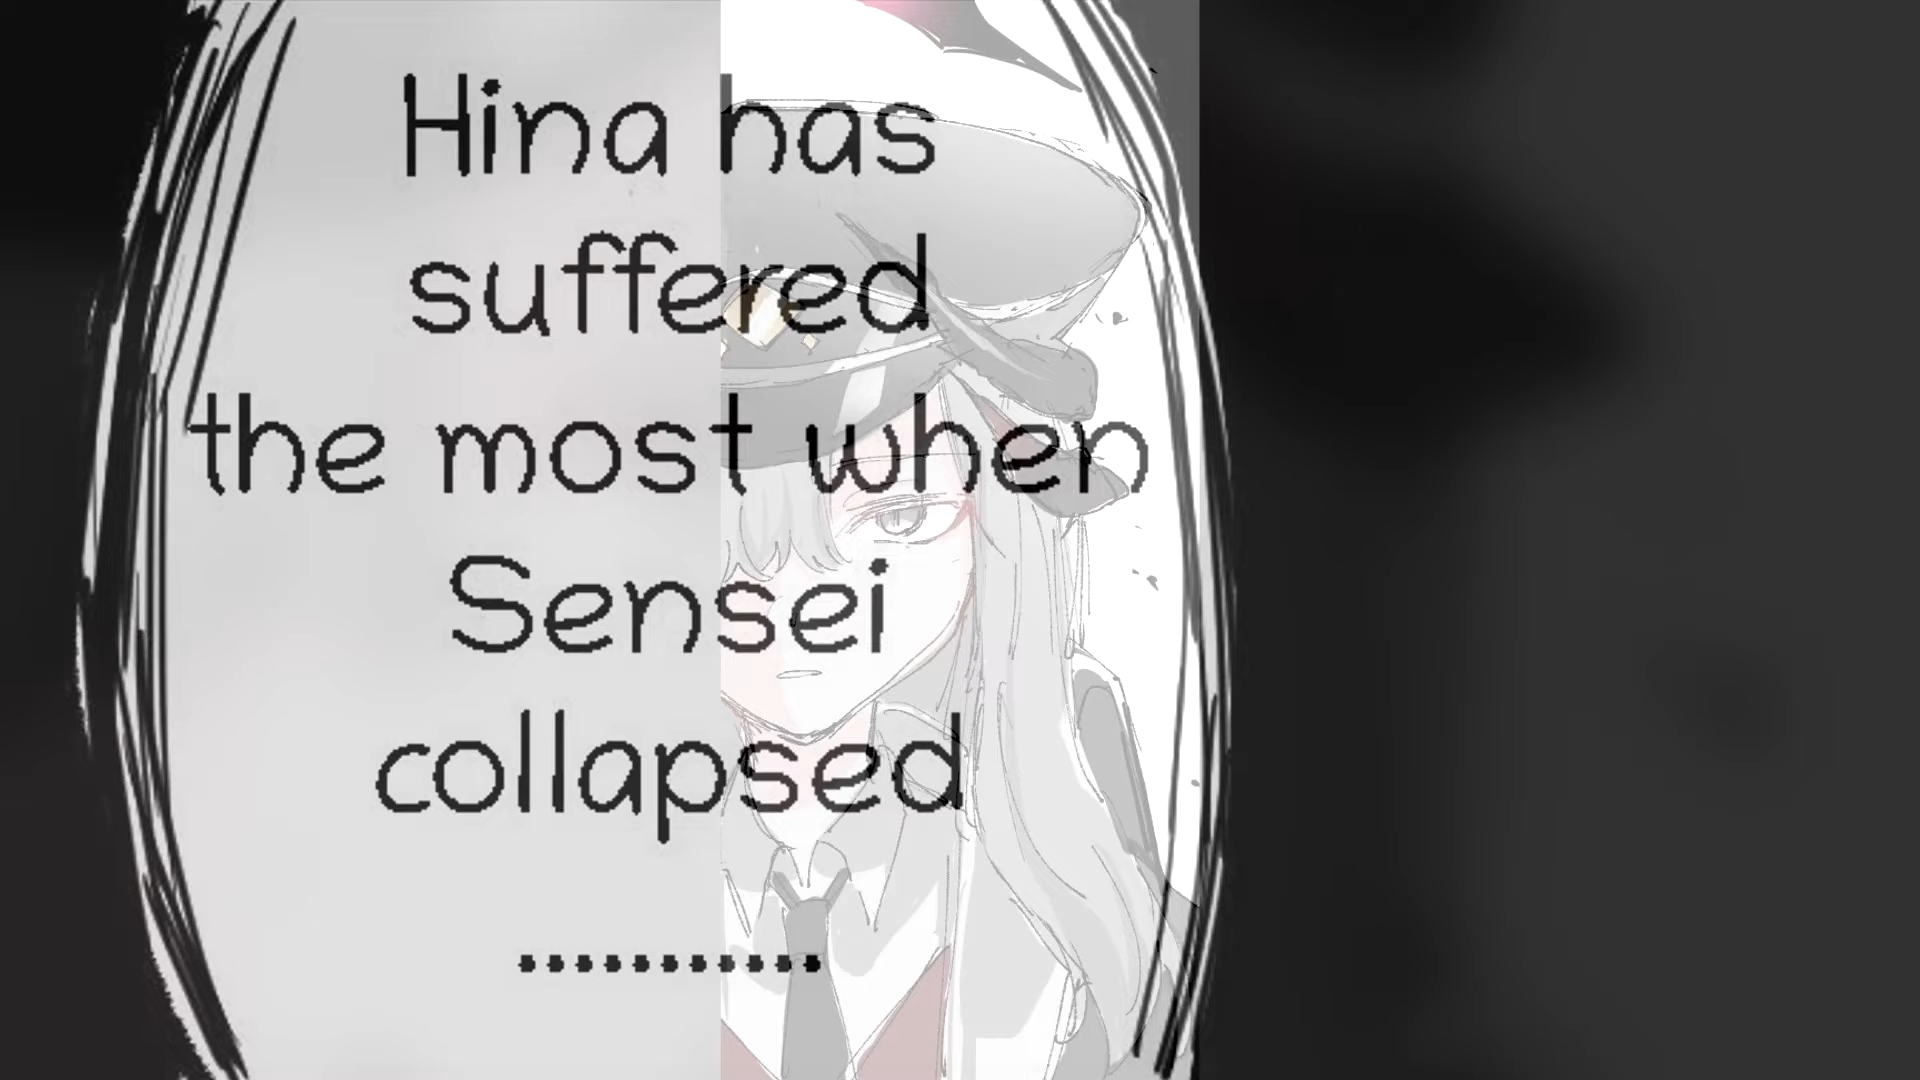 Hina has
suffered
the most when
Sensei
collapsed
...........